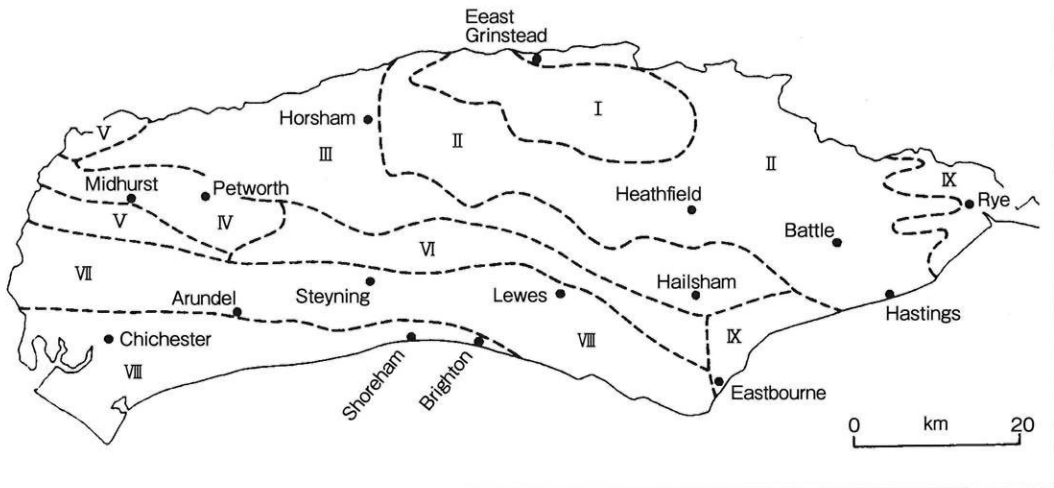 Eeast
Grinstead
V
Horsham
I
III
II
II
Midhurst
Petworth
Heathfield
IX
Rye
V
IV
Battle
VI
VII
Arundel
Steyning
Lewes
Hailsham
Hastings
Chichester
VIII
IX
VIII
Shoreham
Brighton
Eastbourne
0 km 20